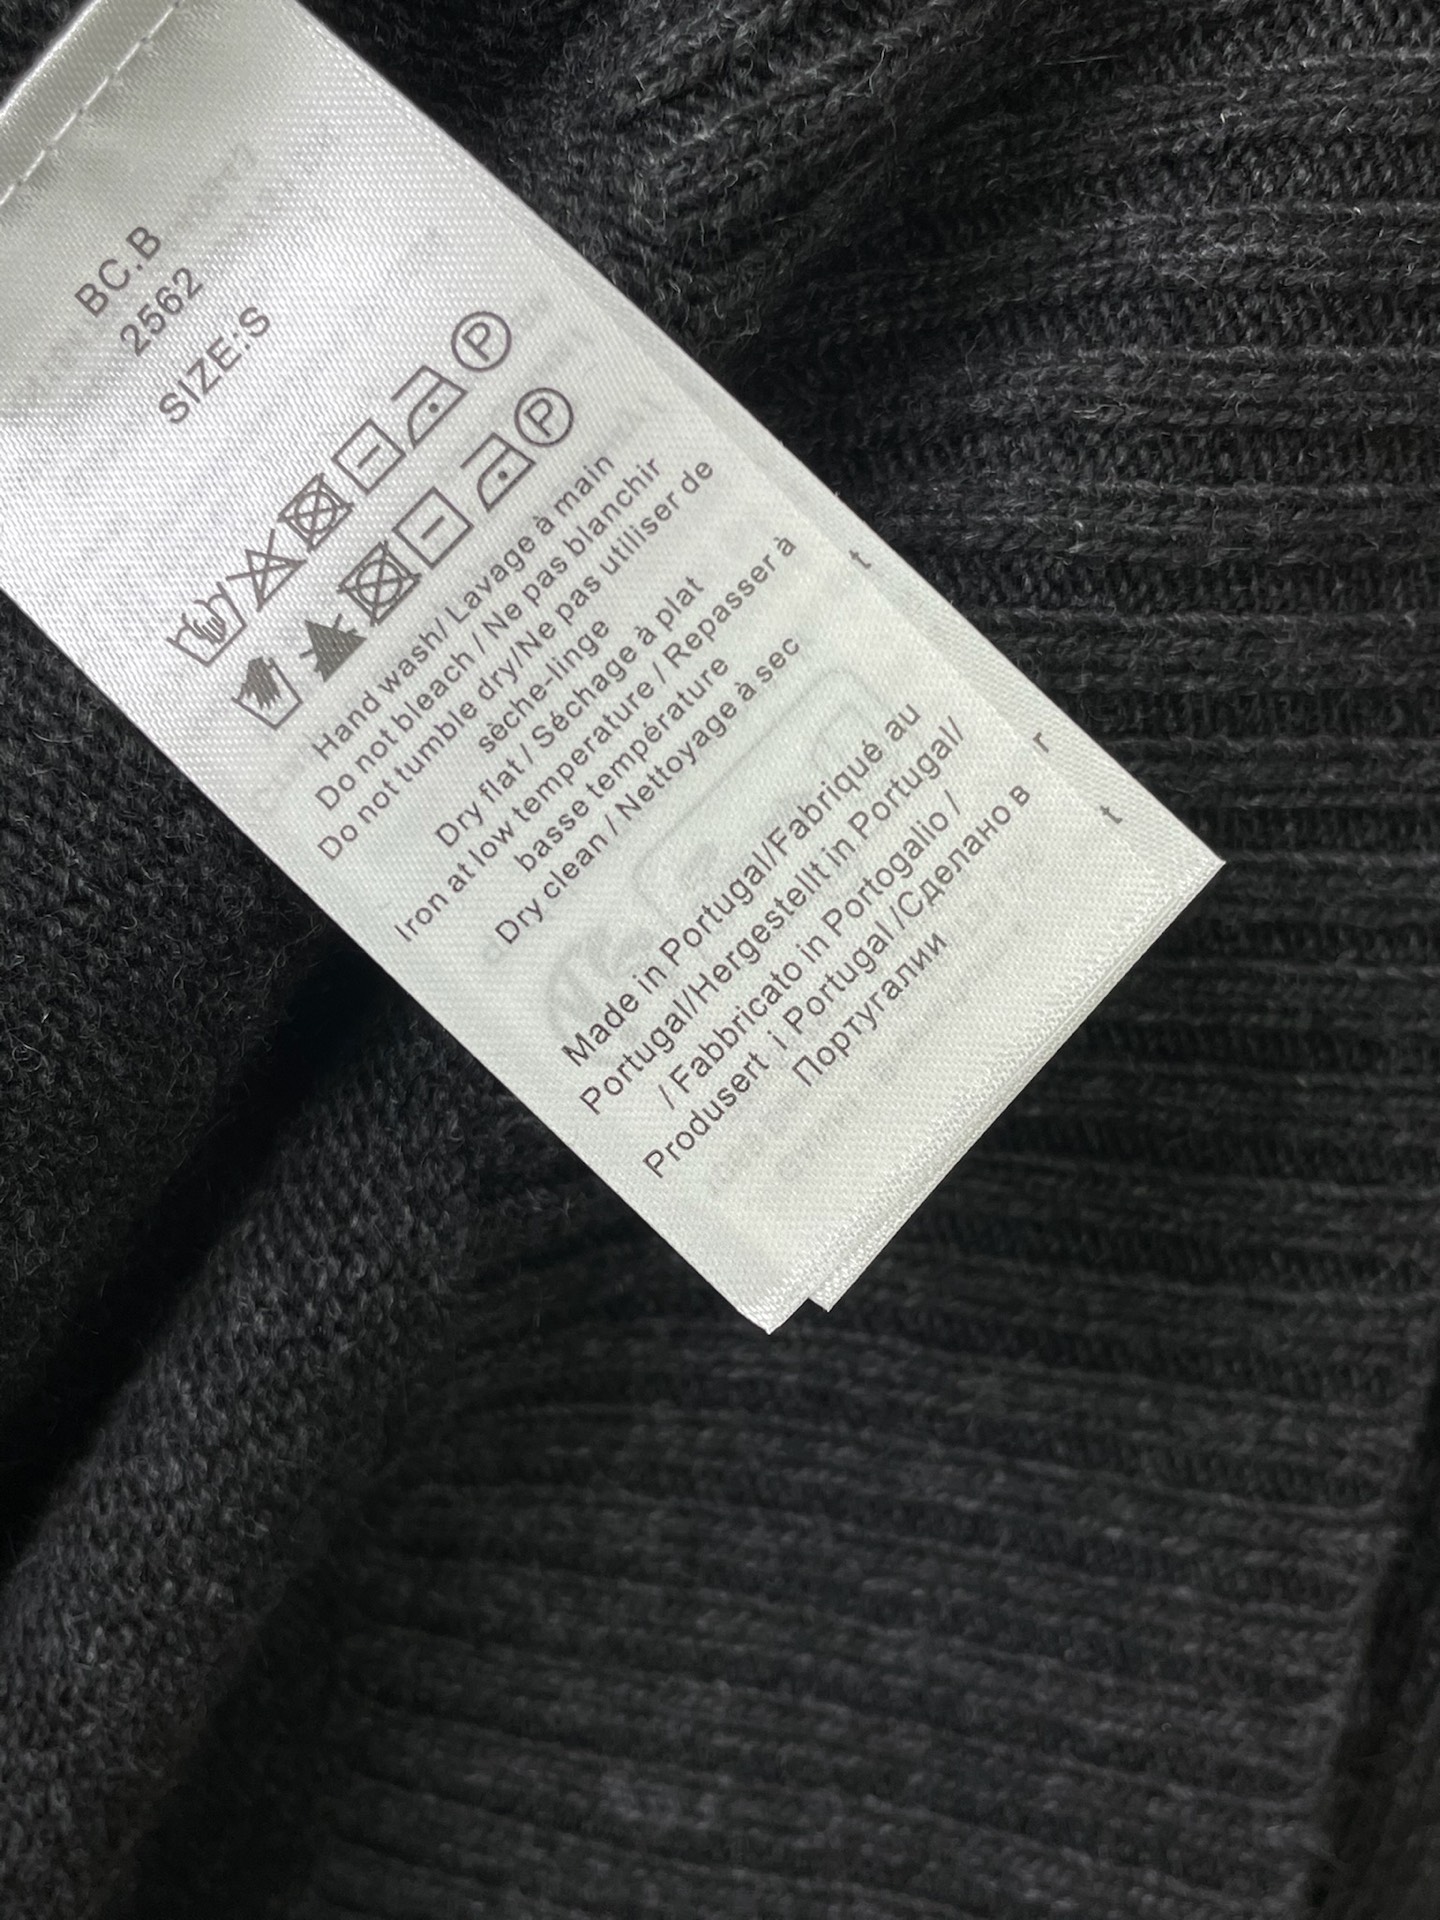 BC.B
2562
SIZE:S
P
P
Hand wash/ Lavage à main
Do not bleach / Ne pas blanchir
Do not tumble dry/Ne pas utiliser de
sèche-linge
Dry flat / Séchage à plat
Iron at low temperature / Repasser à
basse température
Dry clean / Nettoyage à sec
Made in Portugal/Fabriqué au
Portugal/Hergestellt in Portugal/
/ Fabbricato in Portogalio /
Produsert i Portugal /Сделано в
Португалии
t
r
t